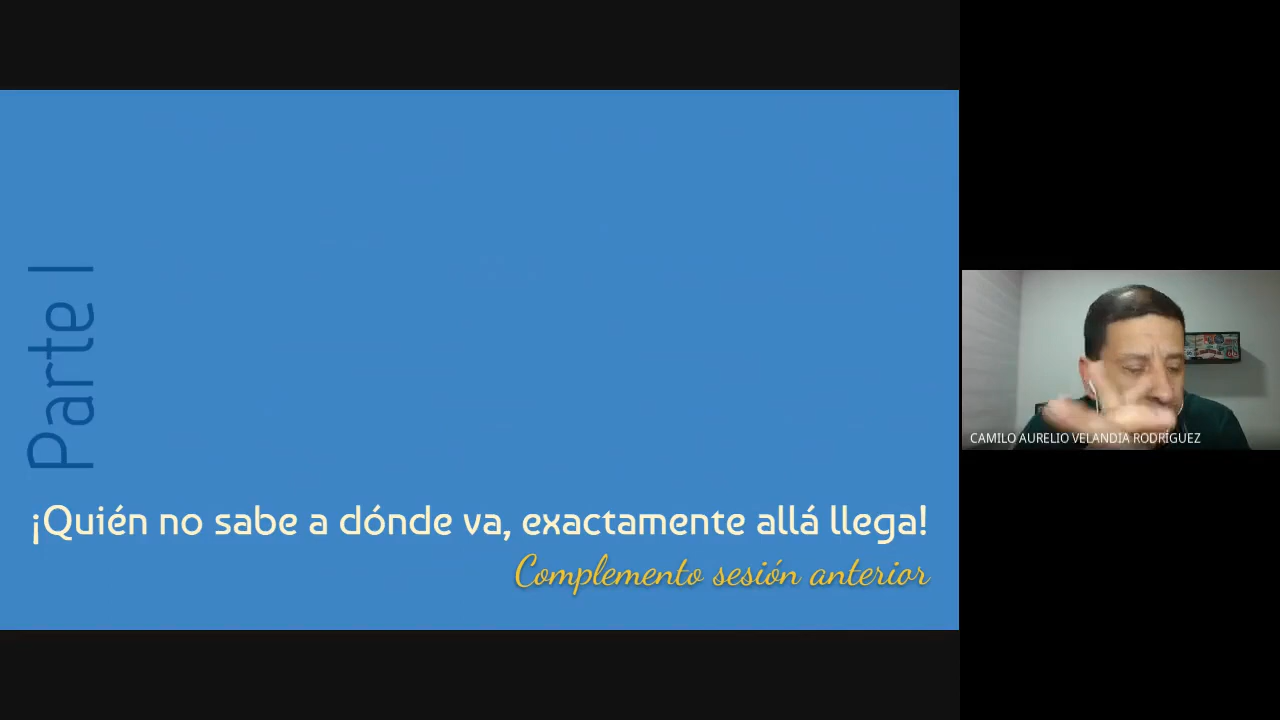 Parte I
¡Quién no sabe a dónde va, exactamente allá llega!
Complemento sesión anterior
CAMILO AURELIO VELANDIA RODRÍGUEZ